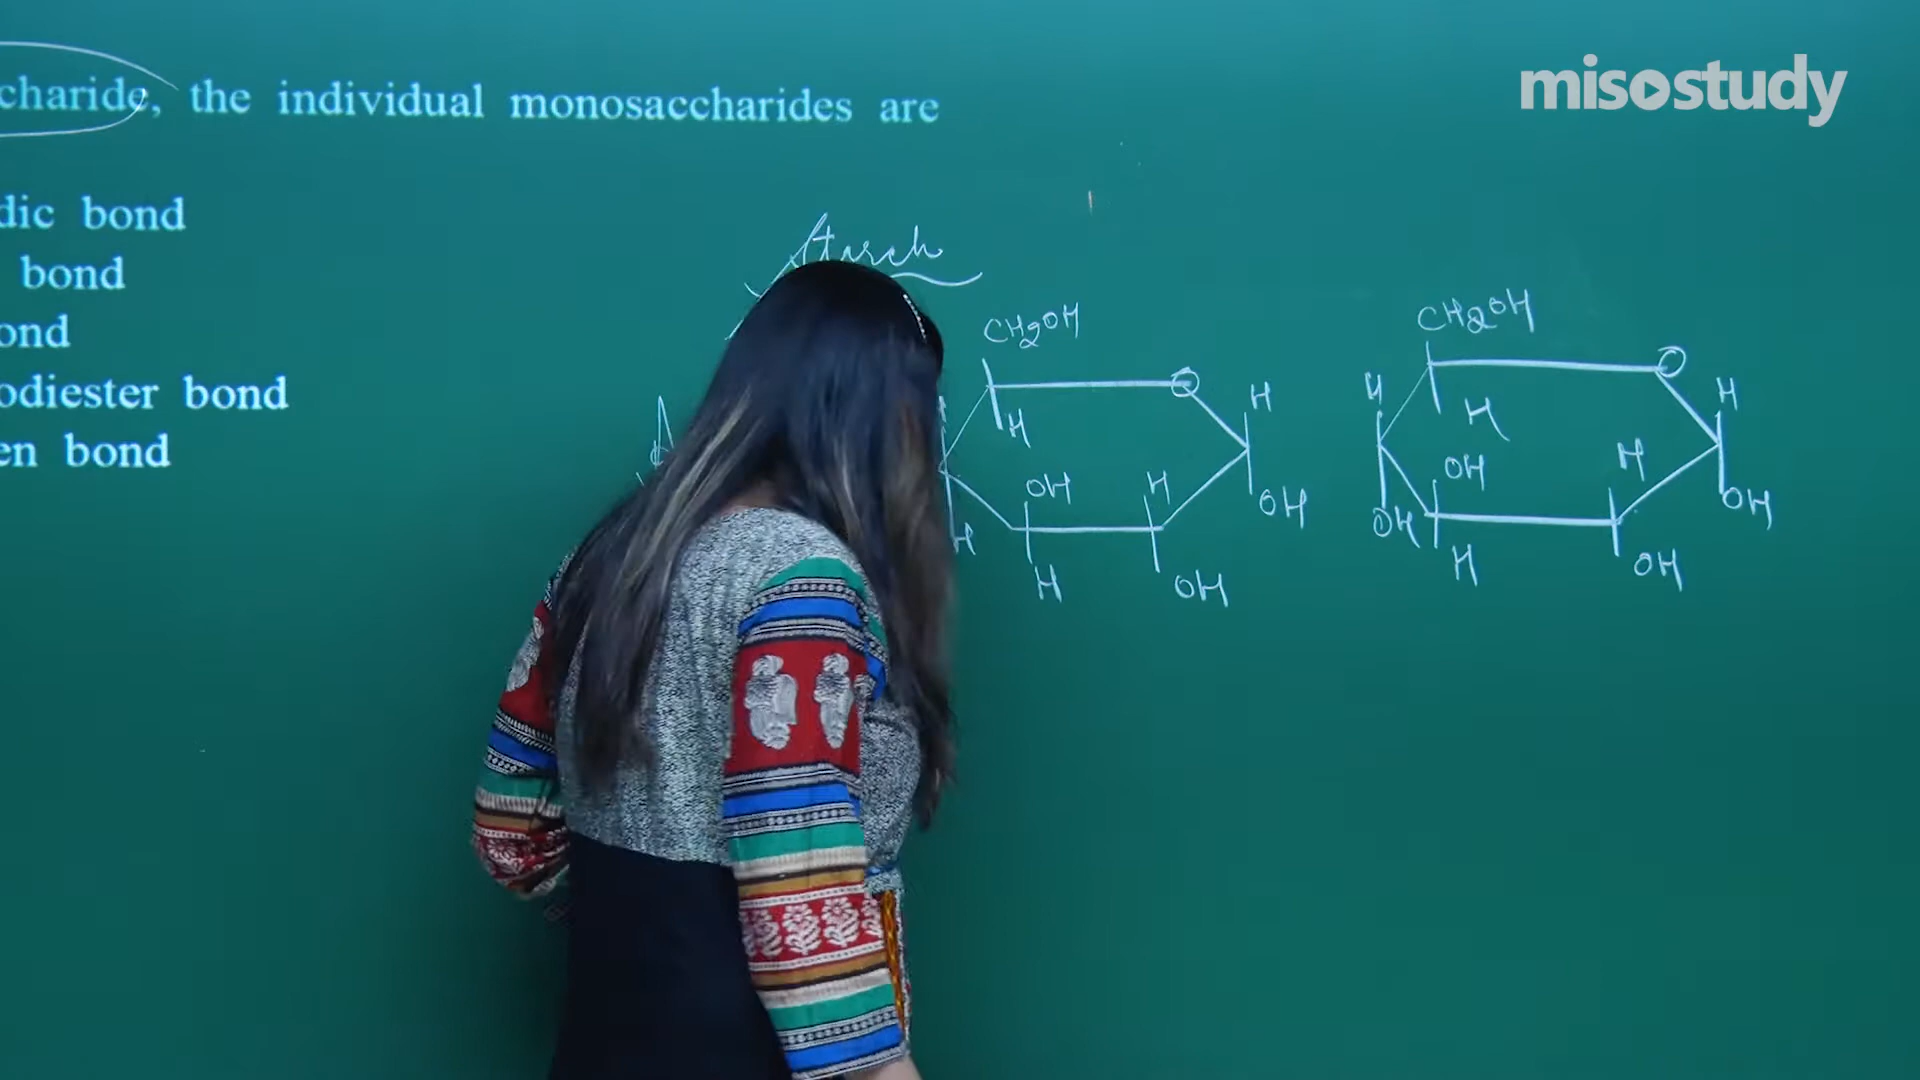 misostudy
charide, the individual monosaccharides are
dic bond
bond
ond
odiester bond
en bond
Starch
CH2OH
O
H
H
OH
H
OH
H
H
OH
CH2OH
O
H
H
H
OH
H
OH
OH
H
OH